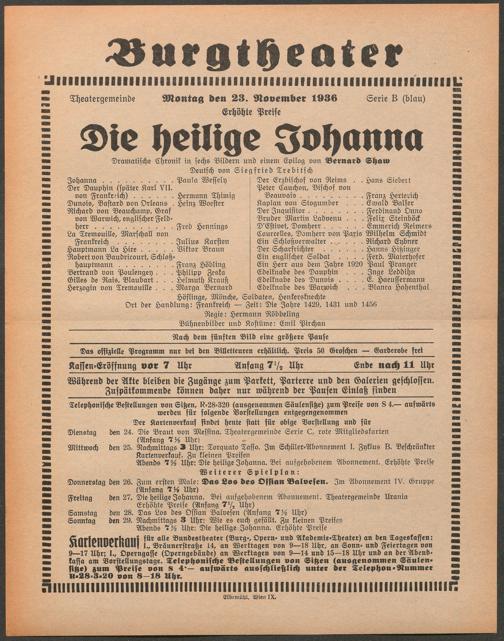 Burgtheater
Theatergemeinde Montag den 23. November 1936 Serie B (blau)
Erhöhte Preise
Die heilige Johanna
Dramatische Chronik in sechs Bildern und einem Epilog von Bernard Shaw
Deutsch von Siegfried Trebitsch
Johanna . . . . . . . . . . . Paula Wessely
Der Dauphin (später Karl VII.
von Frankreich) . . . . Hermann Thimig
Dunois, Bastard von Orleans . Heinz Woester
Richard von Beauchamp, Graf
von Warwick, englischer Feld-
herr . . . . . . . . . . . Fred Hennings
La Tremouille, Marschall von
Frankreich . . . . . . . Julius Karsten
Hauptmann La Hire . . . . . Viktor Braun
Robert von Baudricourt, Schloß-
hauptmann . . . . . . . Franz Höbling
Bertrand von Poulengey . . . Philipp Zeska
Gilles de Rais, Blaubart . . . Helmuth Krauß
Herzogin von Tremouille . . . Marga Bernard
Der Erzbischof von Reims . . Hans Siebert
Peter Cauchon, Bischof von
Beauvais . . . . . . . . Franz Herterich
Kaplan de Stogumber . . . . Ewald Balser
Der Inquisitor . . . . . . . Ferdinand Onno
Bruder Martin Ladvenu . . . Felix Steinböck
D'Estivet, Domherr . . . . . Emmerich Reimers
Courcelles, Domherr von Paris Wilhelm Schmidt
Ein Schloßverwalter . . . . . Richard Eybner
Der Scharfrichter . . . . . . Hanns Hitzinger
Ein englischer Soldat . . . . Ferd. Maierhofer
Ein Herr aus dem Jahre 1920 Paul Pranger
Edelknabe des Dauphin . . . Inge Leddihn
Edelknabe des Dunois . . . . E. Haeussermann
Edelknabe des Warwick . . . Blanca Hohenthal
Höflinge, Mönche, Soldaten, Henkersknechte
Ort der Handlung: Frankreich — Zeit: Die Jahre 1429, 1431 und 1456
Regie: Hermann Röbbeling
Bühnenbilder und Kostüme: Emil Pirchan
Nach dem fünften Bild eine größere Pause
Das offizielle Programm nur bei den Billetteuren erhältlich. Preis 50 Groschen — Garderobe frei
Kassen-Eröffnung vor 7 Uhr Anfang 7½ Uhr Ende nach 11 Uhr
Während der Akte bleiben die Zugänge zum Parkett, Parterre und den Galerien geschlossen.
Zuspätkommende können daher nur während der Pausen Einlaß finden
Telephonische Bestellungen von Sitzen, R-28-320 (ausgenommen Säulensitze) zum Preise von S 4.— aufwärts
werden für folgende Vorstellungen entgegengenommen
Der Kartenverkauf findet heute statt für obige Vorstellung und für
Dienstag den 24. Die Braut von Messina. Theatergemeinde Serie C, rote Mitgliedskarten
(Anfang 7½ Uhr)
Mittwoch den 25. Nachmittags 3 Uhr: Torquato Tasso. Im Schüler-Abonnement I. Zyklus B. Beschränkter
Kartenverkauf. Zu kleinen Preisen
Abends 7½ Uhr: Die heilige Johanna. Bei aufgehobenem Abonnement. Erhöhte Preise
Weiterer Spielplan:
Donnerstag den 26. Zum ersten Male: Das Los des Ossian Balvesen. Im Abonnement IV. Gruppe
(Anfang 7½ Uhr)
Freitag den 27. Die heilige Johanna. Bei aufgehobenem Abonnement. Theatergemeinde Urania
Erhöhte Preise (Anfang 7½ Uhr)
Samstag den 28. Das Los des Ossian Balvesen (Anfang 7½ Uhr)
Sonntag den 29. Nachmittags 3 Uhr: Wie es euch gefällt. Zu kleinen Preisen
Abends 7½ Uhr: Die heilige Johanna. Erhöhte Preise
Kartenverkauf für alle Bundestheater (Burg-, Opern- und Akademie-Theater) an den Tageskassen:
I., Bräunerstraße 14, an Werktagen von 9—18 Uhr, an Sonn- und Feiertagen von
9—17 Uhr; I., Operngasse (Operngebäude) an Werktagen von 9—14 und 15—18 Uhr und an der Abend-
kassa am Vorstellungstage. Telephonische Bestellungen von Sitzen (ausgenommen Säulen-
sitze) zum Preise von S 4·— aufwärts ausschließlich unter der Telephon-Nummer
R-28-3-20 von 8—18 Uhr.
Elbemühl, Wien IX.